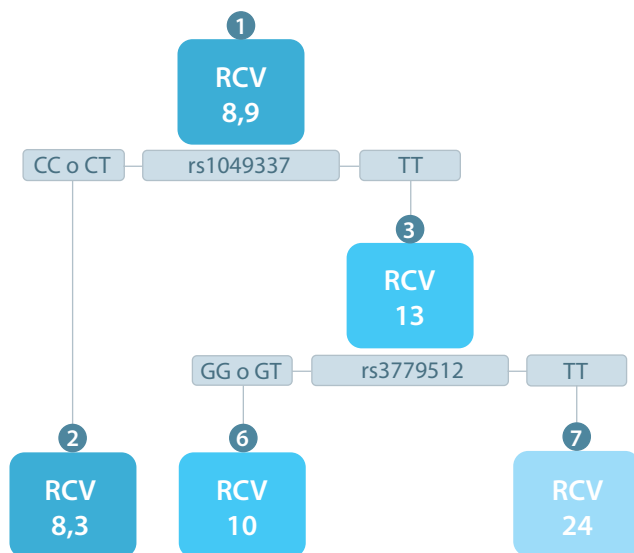 1
RCV
8,9
CC o CT
rs1049337
TT
3
RCV
13
GG o GT
rs3779512
TT
2
RCV
8,3
6
RCV
10
7
RCV
24